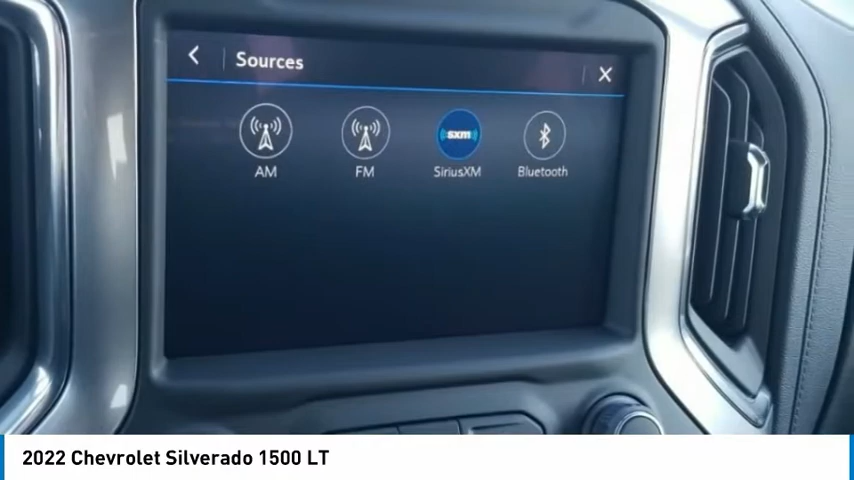 Sources
AM FM sxm SiriusXM Bluetooth
2022 Chevrolet Silverado 1500 LT